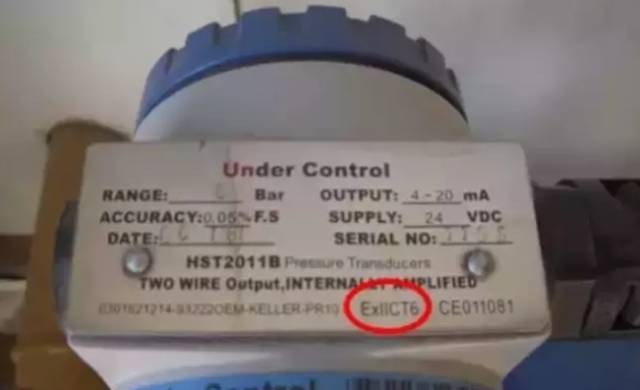 Under Control
RANGE: Bar OUTPUT: 4-20 mA
ACCURACY: 0.05% F.S SUPPLY: 24 VDC
DATE: SERIAL NO:
HST2011B Pressure Transducers
TWO WIRE Output, INTERNALLY AMPLIFIED
ExIICT6 CE011081
Control